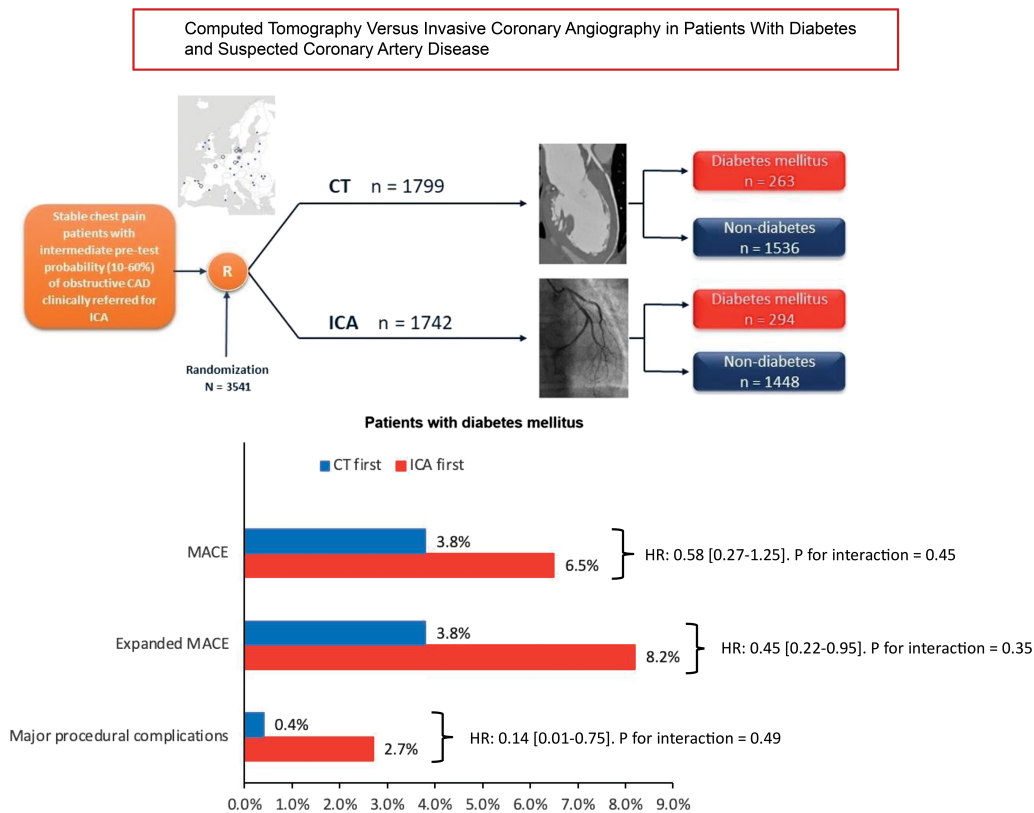 Computed Tomography Versus Invasive Coronary Angiography in Patients With Diabetes
and Suspected Coronary Artery Disease
Stable chest pain
patients with
intermediate pre-test
probability (10-60%)
of obstructive CAD
clinically referred for
ICA
R
Randomization
N = 3541
CT n = 1799
ICA n = 1742
Diabetes mellitus
n = 263
Non-diabetes
n = 1536
Diabetes mellitus
n = 294
Non-diabetes
n = 1448
Patients with diabetes mellitus
CT first ICA first
MACE
3.8%
6.5%
HR: 0.58 [0.27-1.25]. P for interaction = 0.45
Expanded MACE
3.8%
8.2%
HR: 0.45 [0.22-0.95]. P for interaction = 0.35
Major procedural complications
0.4%
2.7%
HR: 0.14 [0.01-0.75]. P for interaction = 0.49
0.0% 1.0% 2.0% 3.0% 4.0% 5.0% 6.0% 7.0% 8.0% 9.0%